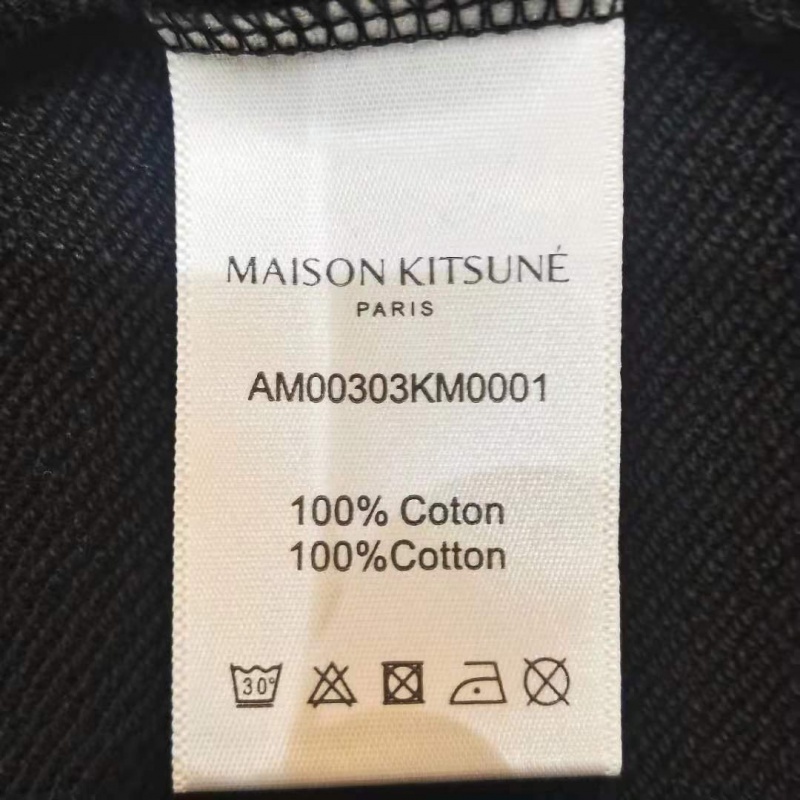 MAISON KITSUNÉ
PARIS
AM00303KM0001
100% Coton
100%Cotton
30°